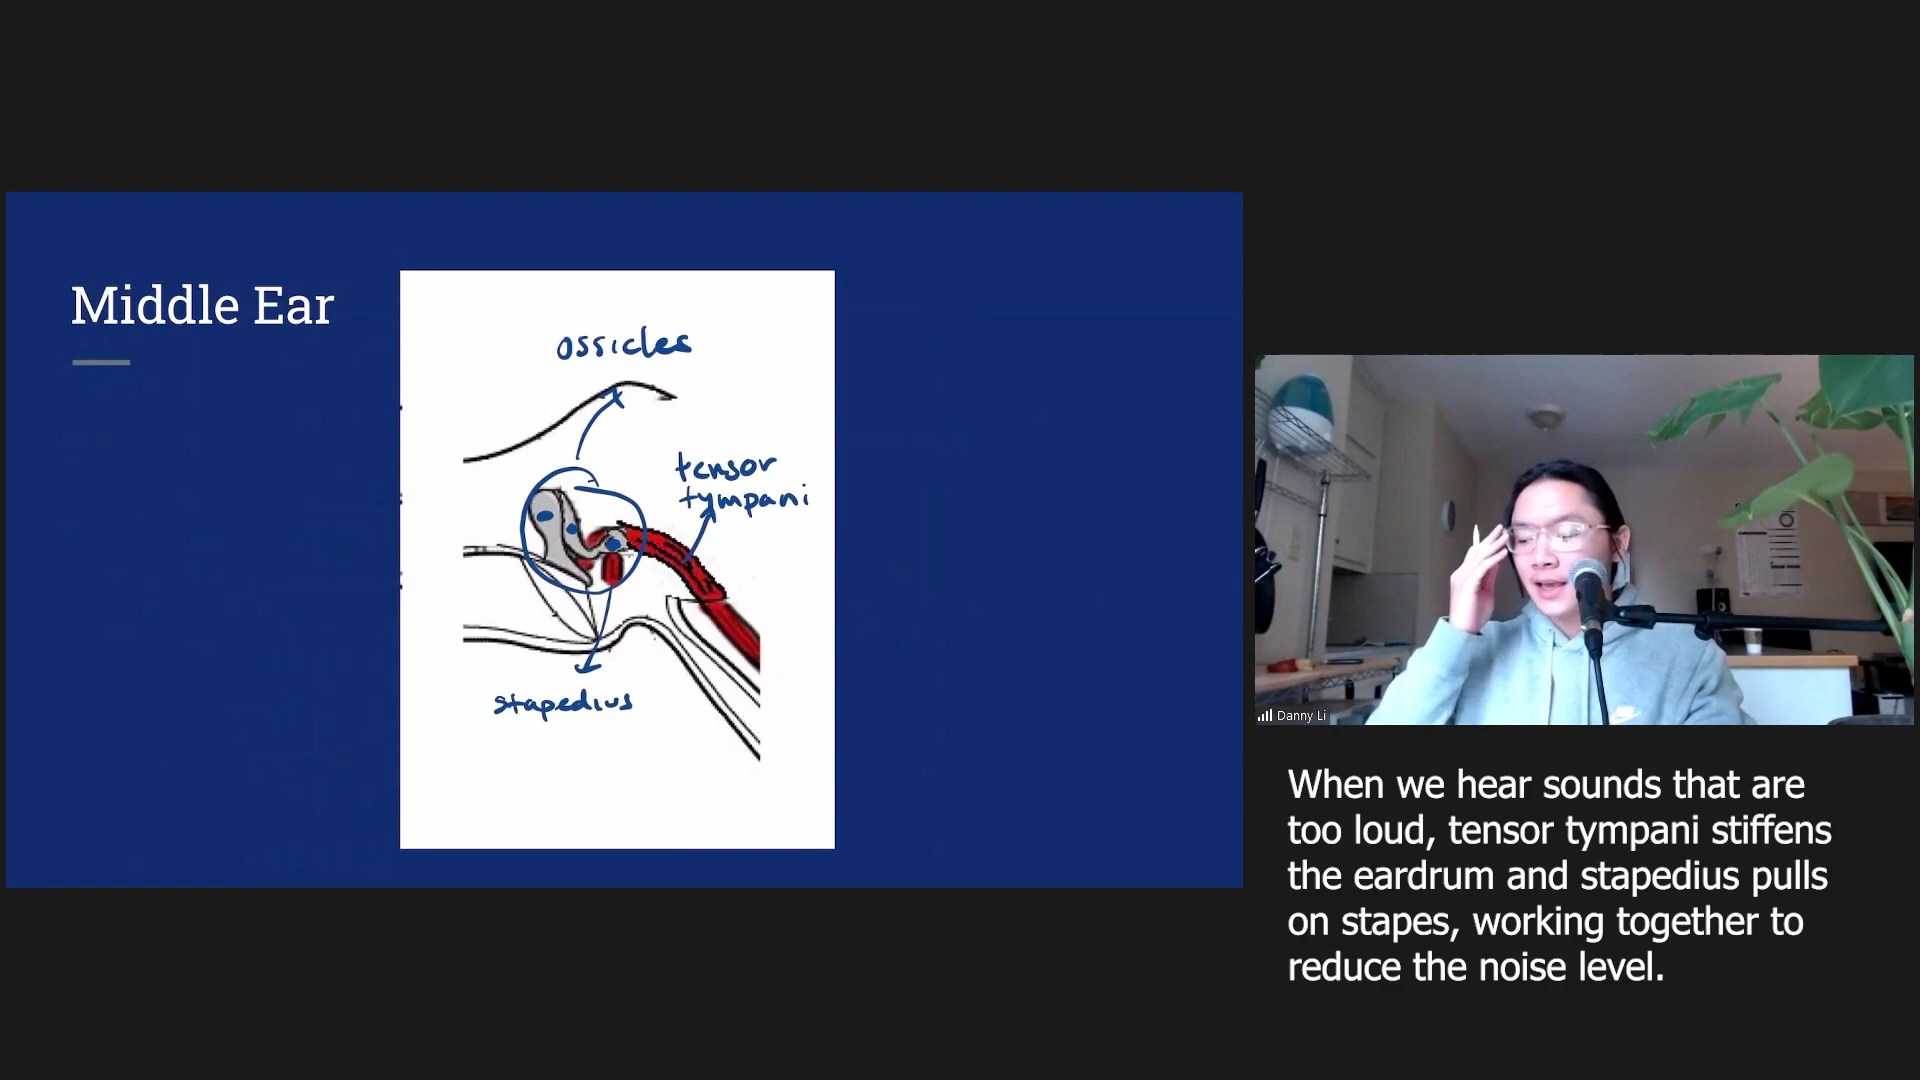 Middle Ear
ossicles
tensor
tympani
stapedius
Danny Li
When we hear sounds that are
too loud, tensor tympani stiffens
the eardrum and stapedius pulls
on stapes, working together to
reduce the noise level.